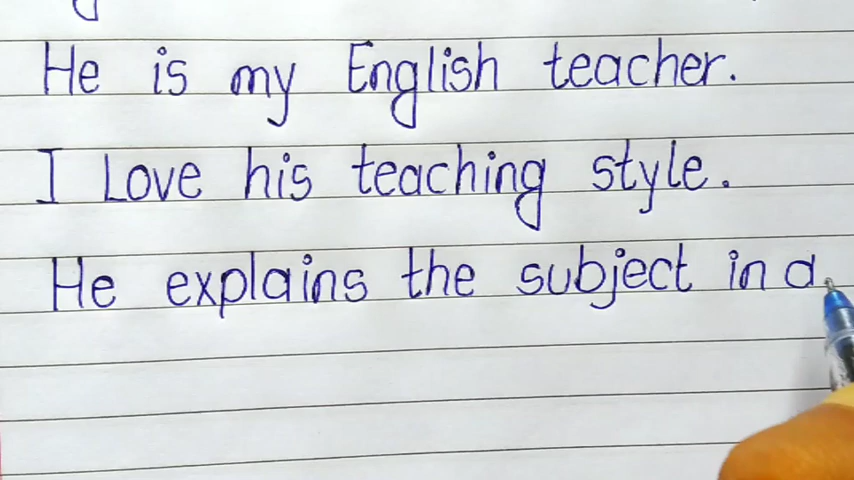 He is my English teacher.
I Love his teaching style.
He explains the subject in a